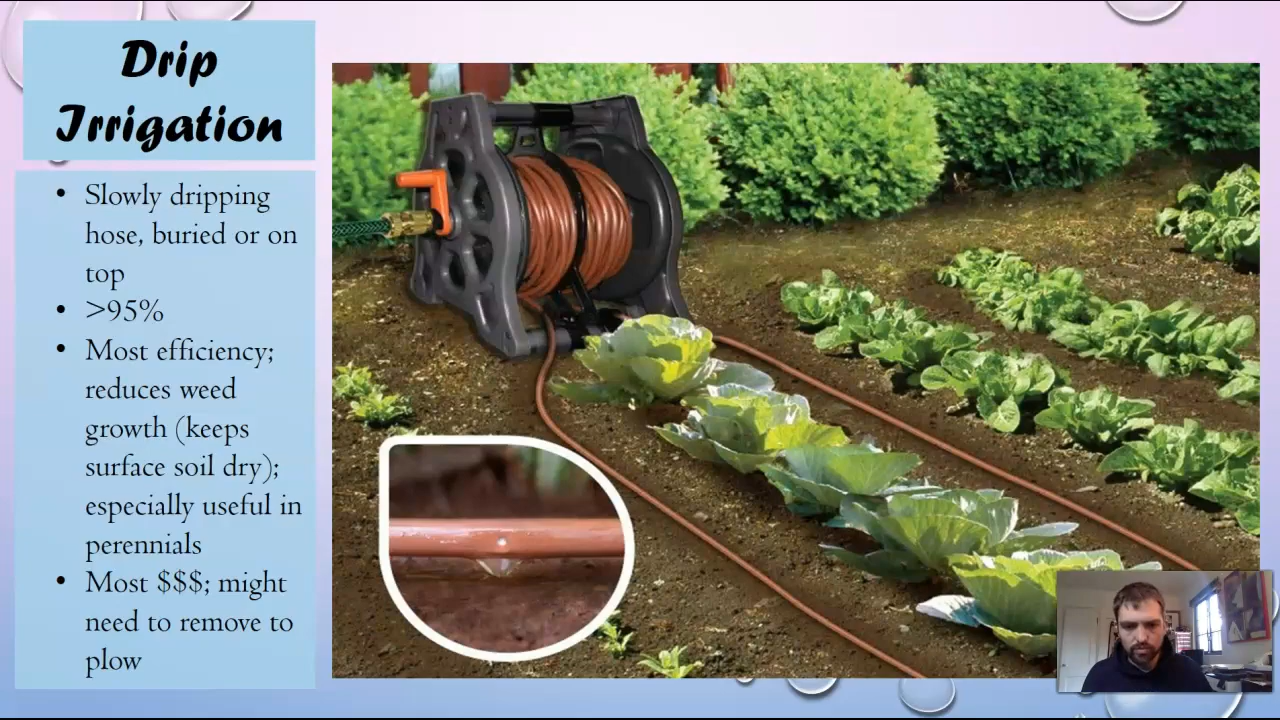 Drip
Irrigation
• Slowly dripping
hose, buried or on
top
• >95%
• Most efficiency;
reduces weed
growth (keeps
surface soil dry);
especially useful in
perennials
• Most $$$; might
need to remove to
plow